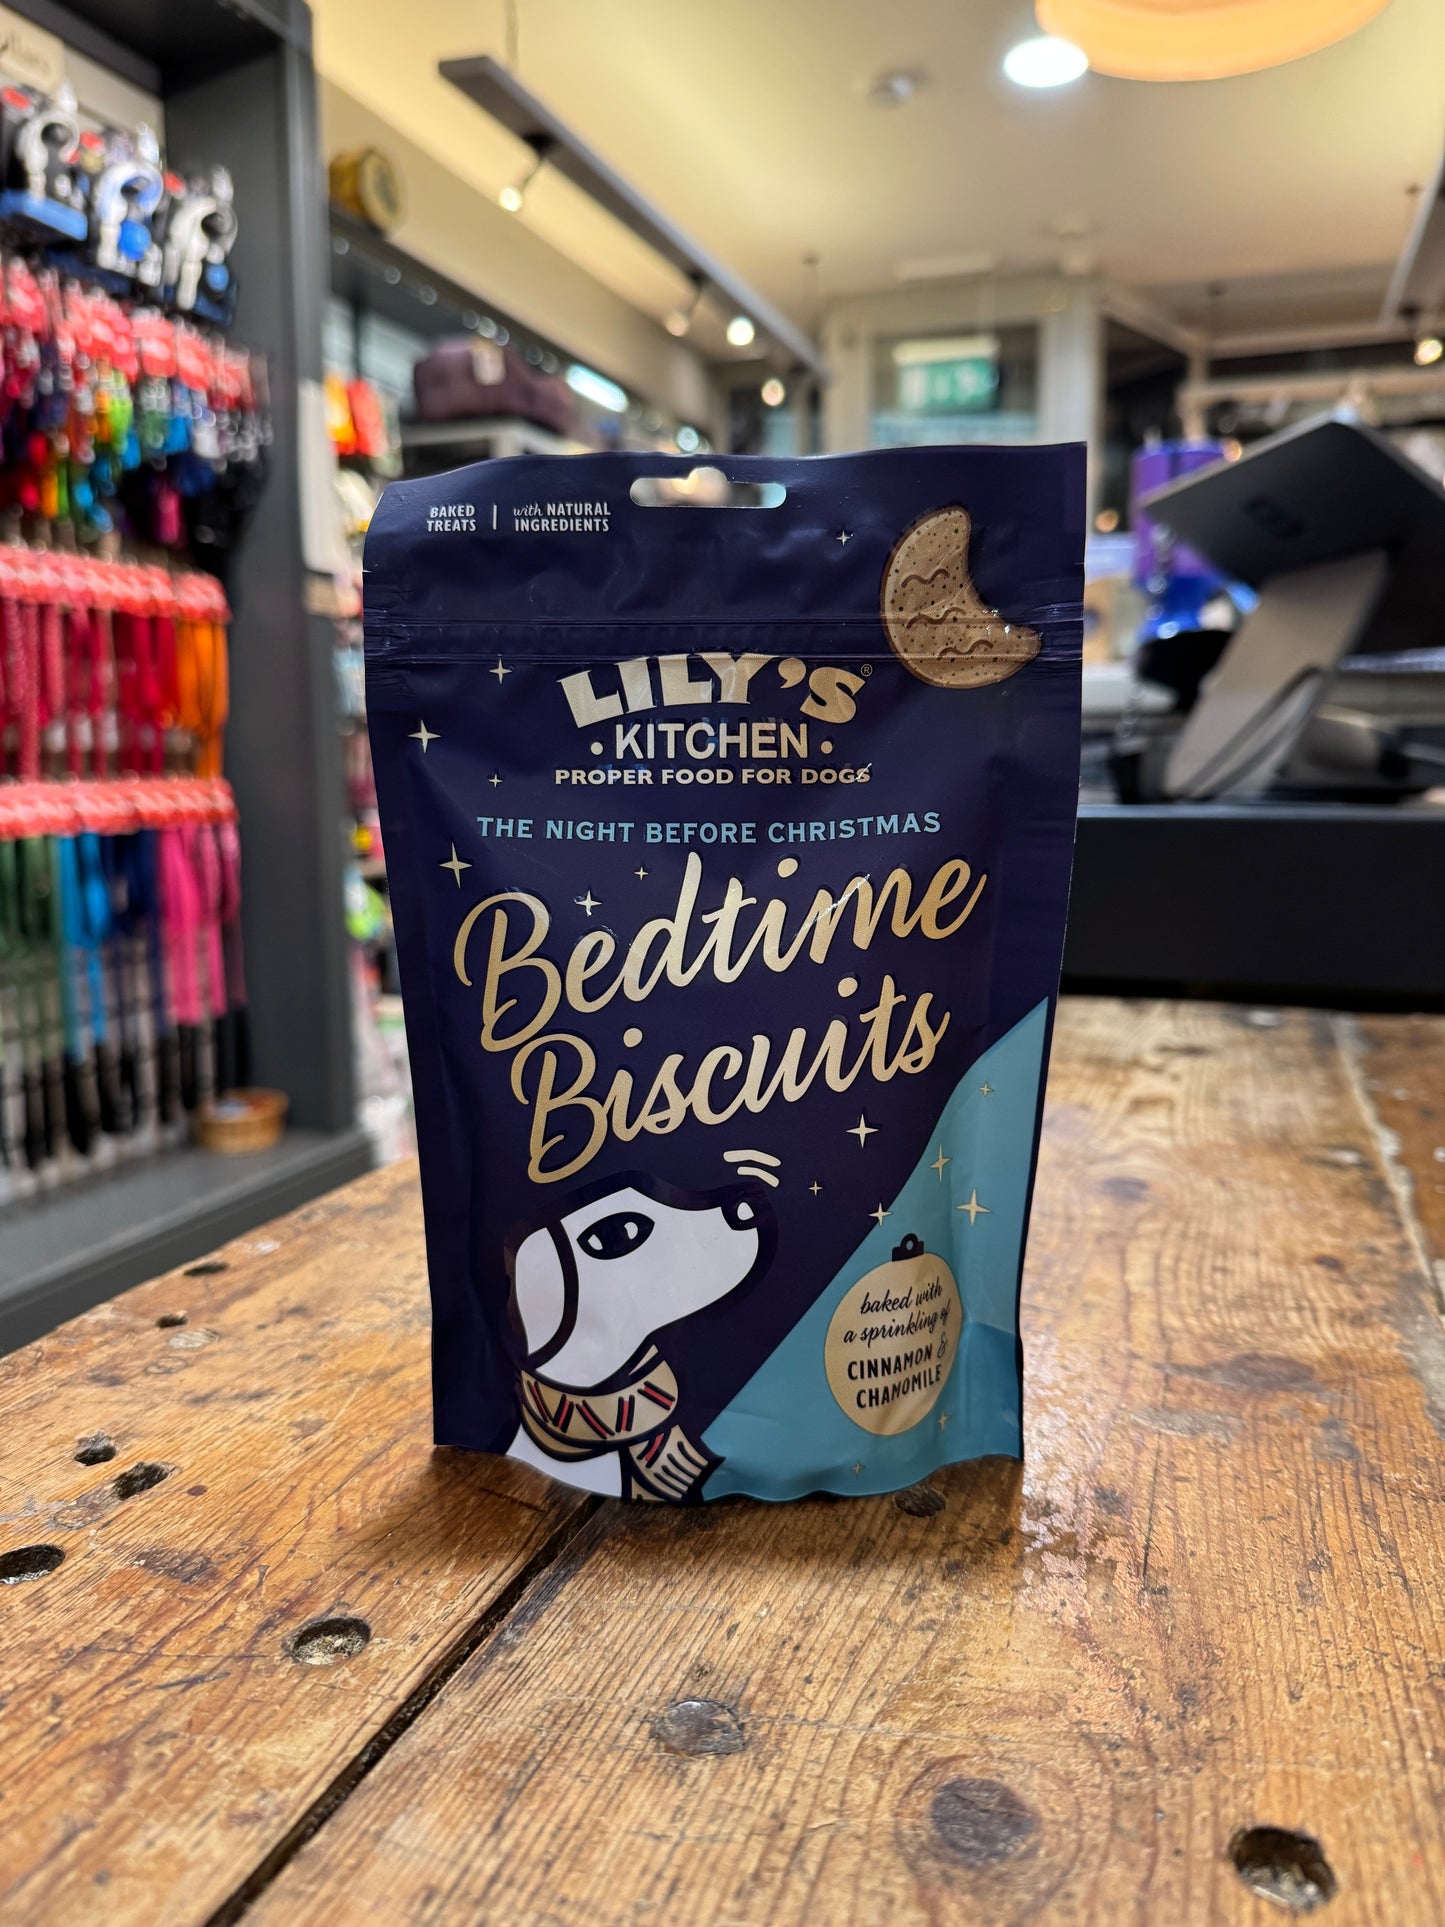 BAKED TREATS | with NATURAL INGREDIENTS
LILY'S®
• KITCHEN •
PROPER FOOD FOR DOGS
THE NIGHT BEFORE CHRISTMAS
Bedtime
Biscuits
baked with
a sprinkling of
CINNAMON &
CHAMOMILE